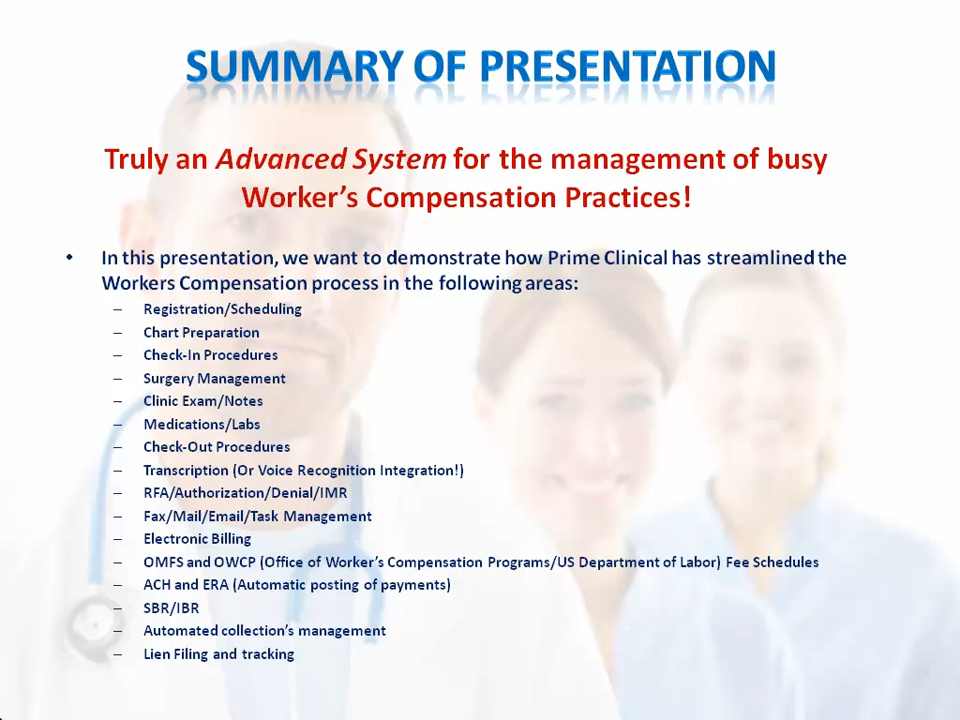 SUMMARY OF PRESENTATION
Truly an Advanced System for the management of busy
Worker's Compensation Practices!
• In this presentation, we want to demonstrate how Prime Clinical has streamlined the
Workers Compensation process in the following areas:
– Registration/Scheduling
– Chart Preparation
– Check-In Procedures
– Surgery Management
– Clinic Exam/Notes
– Medications/Labs
– Check-Out Procedures
– Transcription (Or Voice Recognition Integration!)
– RFA/Authorization/Denial/IMR
– Fax/Mail/Email/Task Management
– Electronic Billing
– OMFS and OWCP (Office of Worker's Compensation Programs/US Department of Labor) Fee Schedules
– ACH and ERA (Automatic posting of payments)
– SBR/IBR
– Automated collection's management
– Lien Filing and tracking